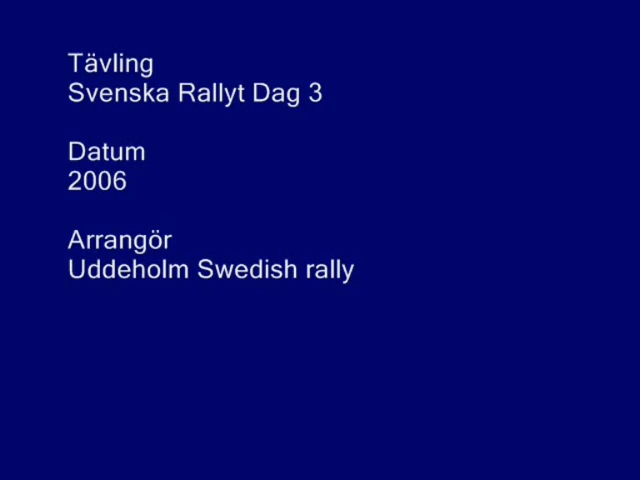 Tävling
Svenska Rallyt Dag 3
Datum
2006
Arrangör
Uddeholm Swedish rally